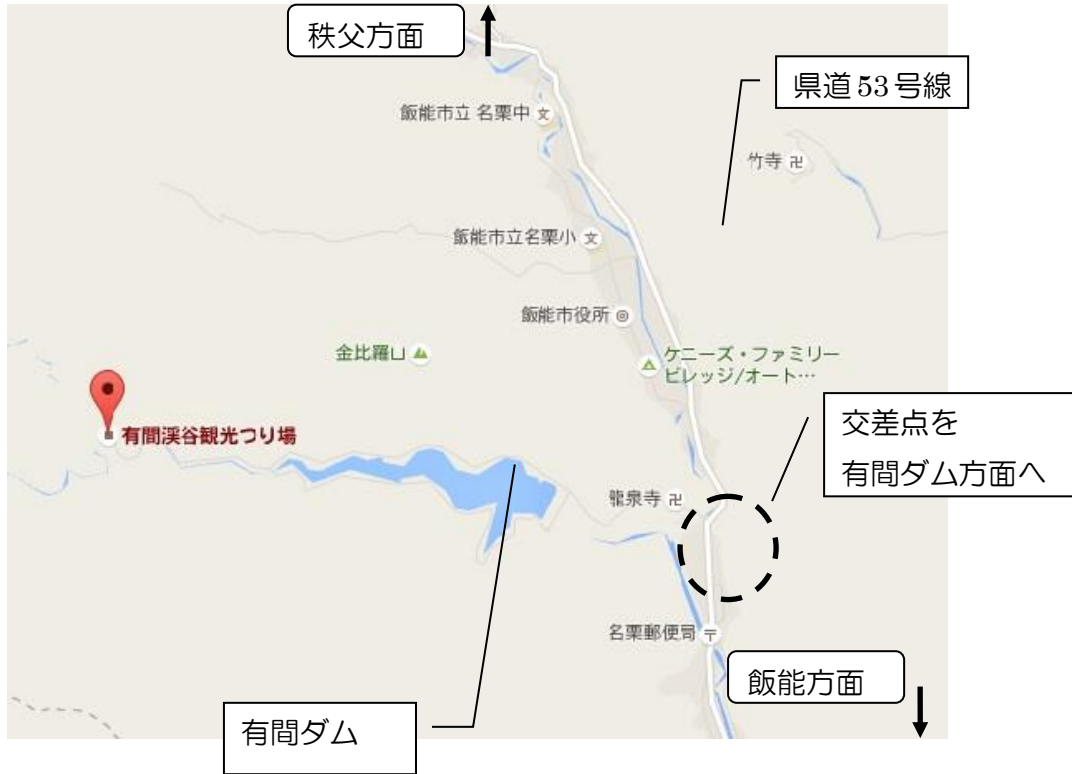 秩父方面
県道53号線
飯能市立 名栗中
文
竹寺
卍
飯能市立名栗小
文
飯能市役所
金比羅山
ケニーズ・ファミリー
ビレッジ/オート…
有間渓谷観光つり場
交差点を
有間ダム方面へ
龍泉寺
卍
名栗郵便局
〒
飯能方面
有間ダム